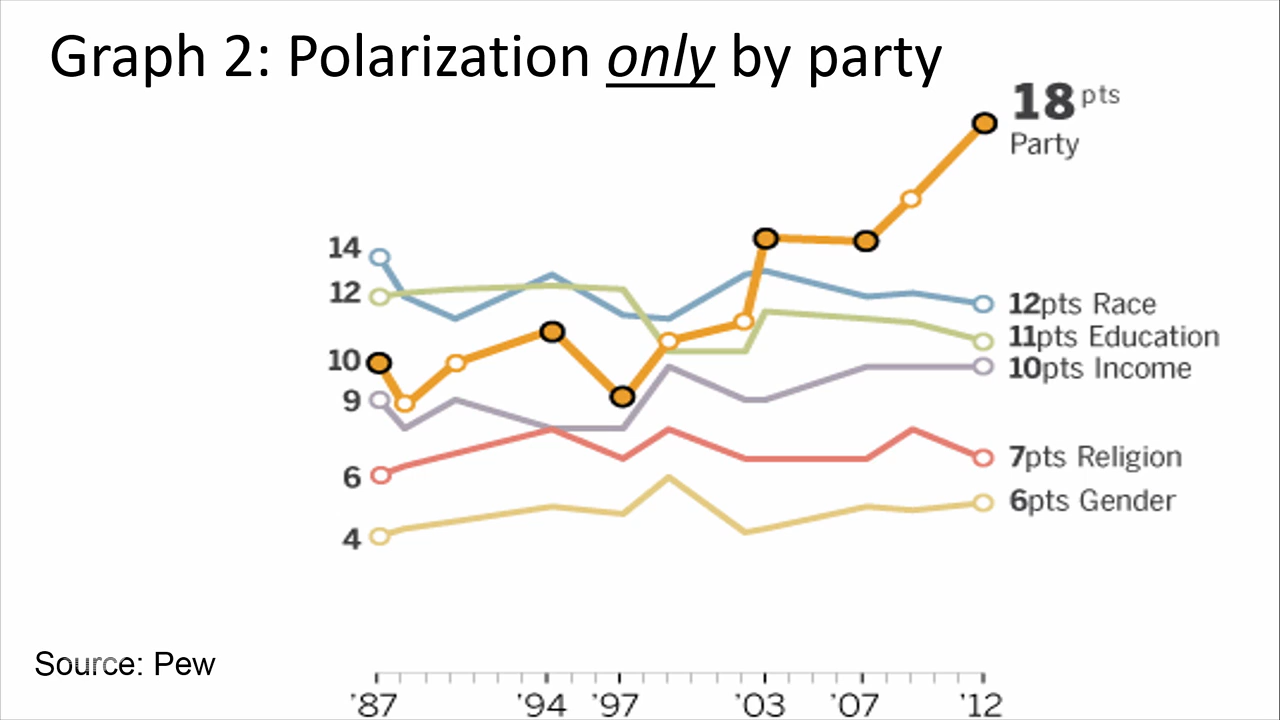 Graph 2: Polarization only by party
18 pts
Party
14
12
10
9
6
4
12pts Race
11pts Education
10pts Income
7pts Religion
6pts Gender
Source: Pew
'87 '94 '97 '03 '07 '12